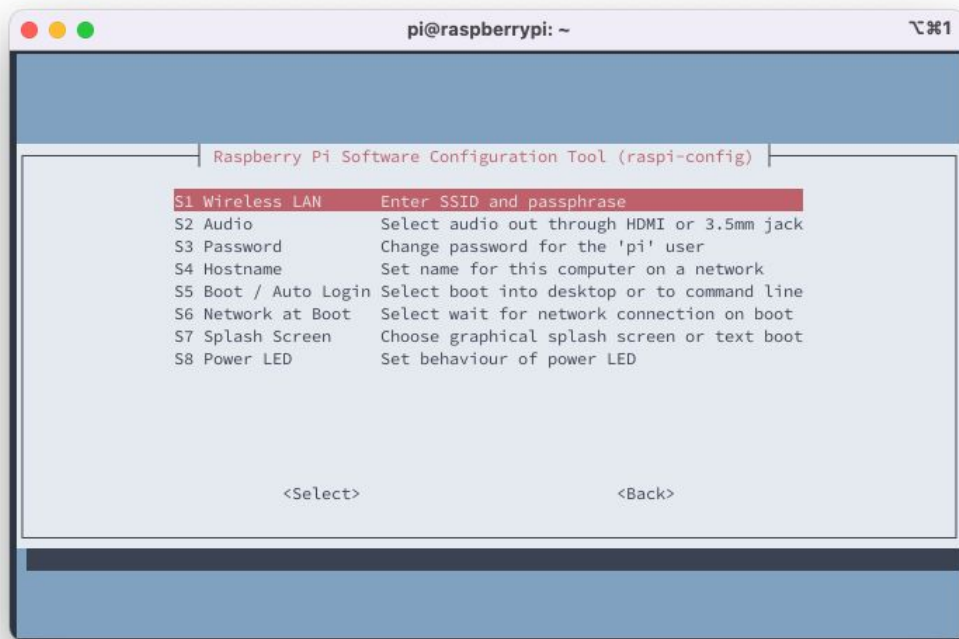 pi@raspberrypi: ~ ⌥⌘1
Raspberry Pi Software Configuration Tool (raspi-config)
S1 Wireless LAN Enter SSID and passphrase
S2 Audio Select audio out through HDMI or 3.5mm jack
S3 Password Change password for the 'pi' user
S4 Hostname Set name for this computer on a network
S5 Boot / Auto Login Select boot into desktop or to command line
S6 Network at Boot Select wait for network connection on boot
S7 Splash Screen Choose graphical splash screen or text boot
S8 Power LED Set behaviour of power LED
<Select> <Back>